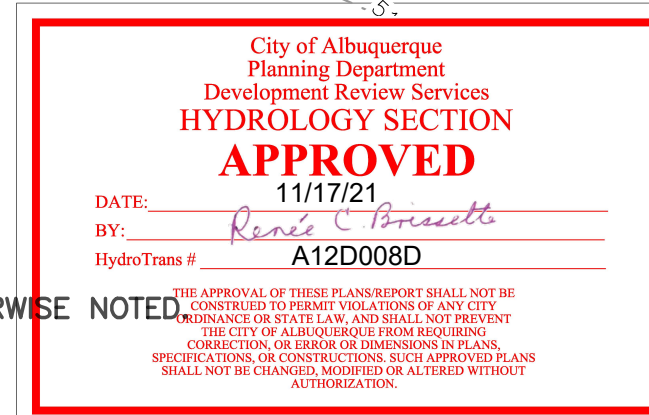 5.
City of Albuquerque
Planning Department
Development Review Services
HYDROLOGY SECTION
APPROVED
DATE: 11/17/21
BY: Renée C. Brissette
HydroTrans # A12D008D
RWISE NOTED.
THE APPROVAL OF THESE PLANS/REPORT SHALL NOT BE
CONSTRUED TO PERMIT VIOLATIONS OF ANY CITY
ORDINANCE OR STATE LAW, AND SHALL NOT PREVENT
THE CITY OF ALBUQUERQUE FROM REQUIRING
CORRECTION, OR ERROR OR DIMENSIONS IN PLANS,
SPECIFICATIONS, OR CONSTRUCTIONS. SUCH APPROVED PLANS
SHALL NOT BE CHANGED, MODIFIED OR ALTERED WITHOUT
AUTHORIZATION.